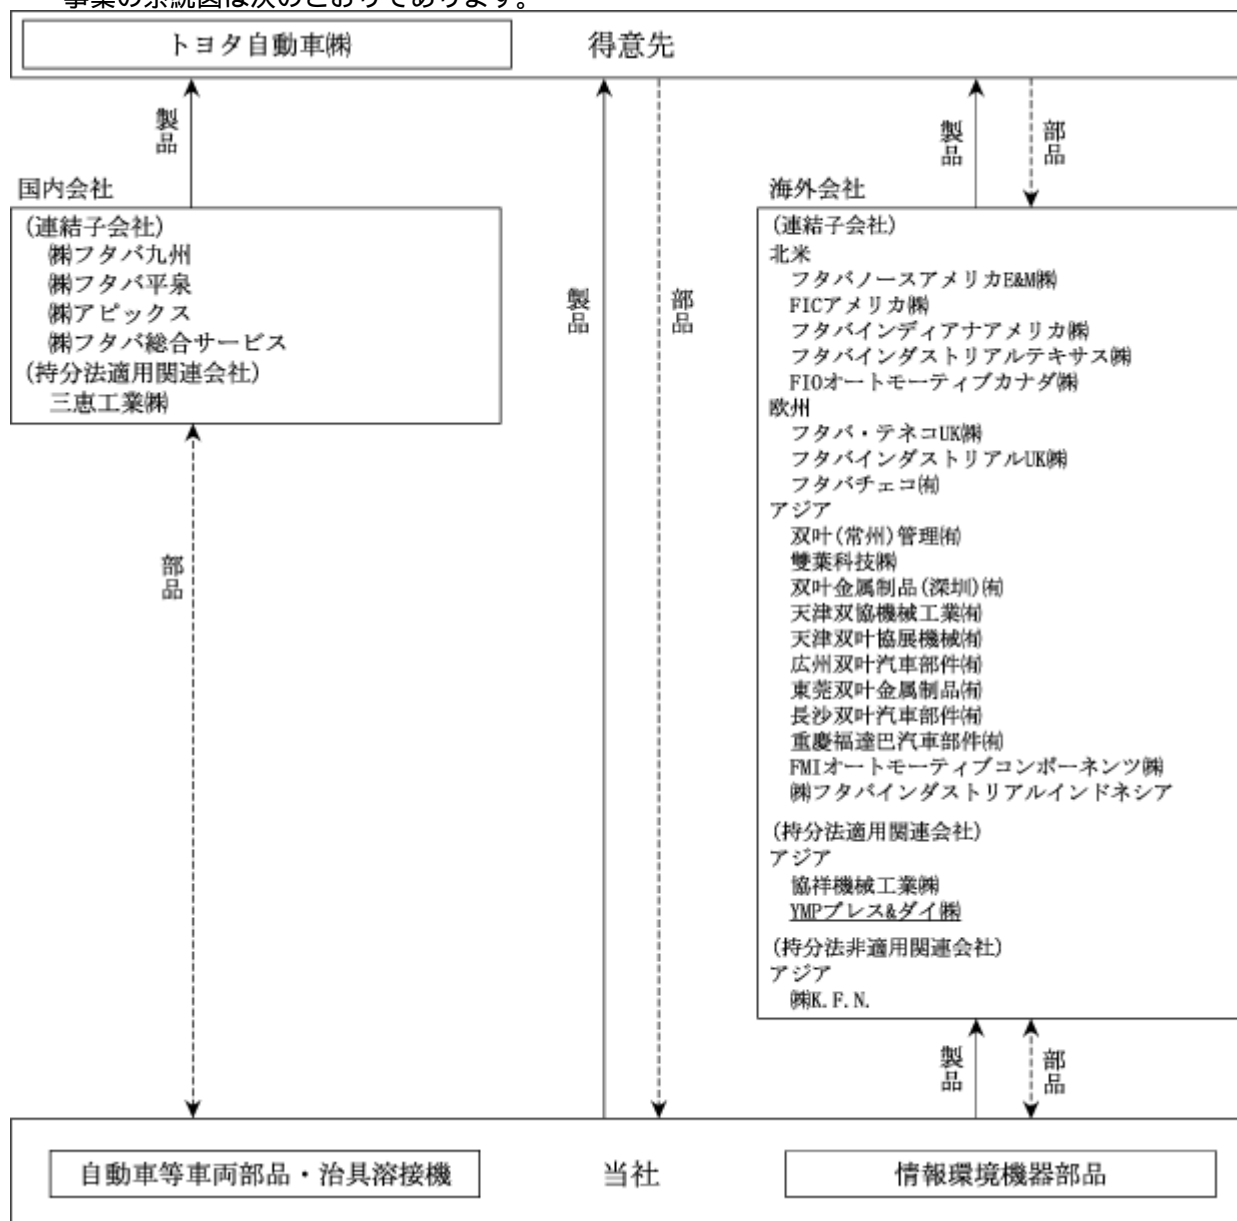 事業の系統図は次のとおりであります。
トヨタ自動車㈱
得意先
製品
製品
部品
製品
部品
国内会社
(連結子会社)
㈱フタバ九州
㈱フタバ平泉
㈱アピックス
㈱フタバ総合サービス
(持分法適用関連会社)
三恵工業㈱
部品
海外会社
(連結子会社)
北米
フタバノースアメリカE&M㈱
FICアメリカ㈱
フタバインディアナアメリカ㈱
フタバインダストリアルテキサス㈱
FIOオートモーティブカナダ㈱
欧州
フタバ・テネコUK㈱
フタバインダストリアルUK㈱
フタバチェコ㈲
アジア
双叶(常州)管理㈲
雙葉科技㈱
双叶金属制品(深圳)㈲
天津双協機械工業㈲
天津双叶協展機械㈲
広州双叶汽車部件㈲
東莞双叶金属制品㈲
長沙双叶汽車部件㈲
重慶福達巴汽車部件㈲
FMIオートモーティブコンポーネンツ㈱
㈱フタバインダストリアルインドネシア
(持分法適用関連会社)
アジア
協祥機械工業㈱
YMPプレス&ダイ㈱
(持分法非適用関連会社)
アジア
㈱K.F.N.
製品
部品
自動車等車両部品・治具溶接機
当社
情報環境機器部品